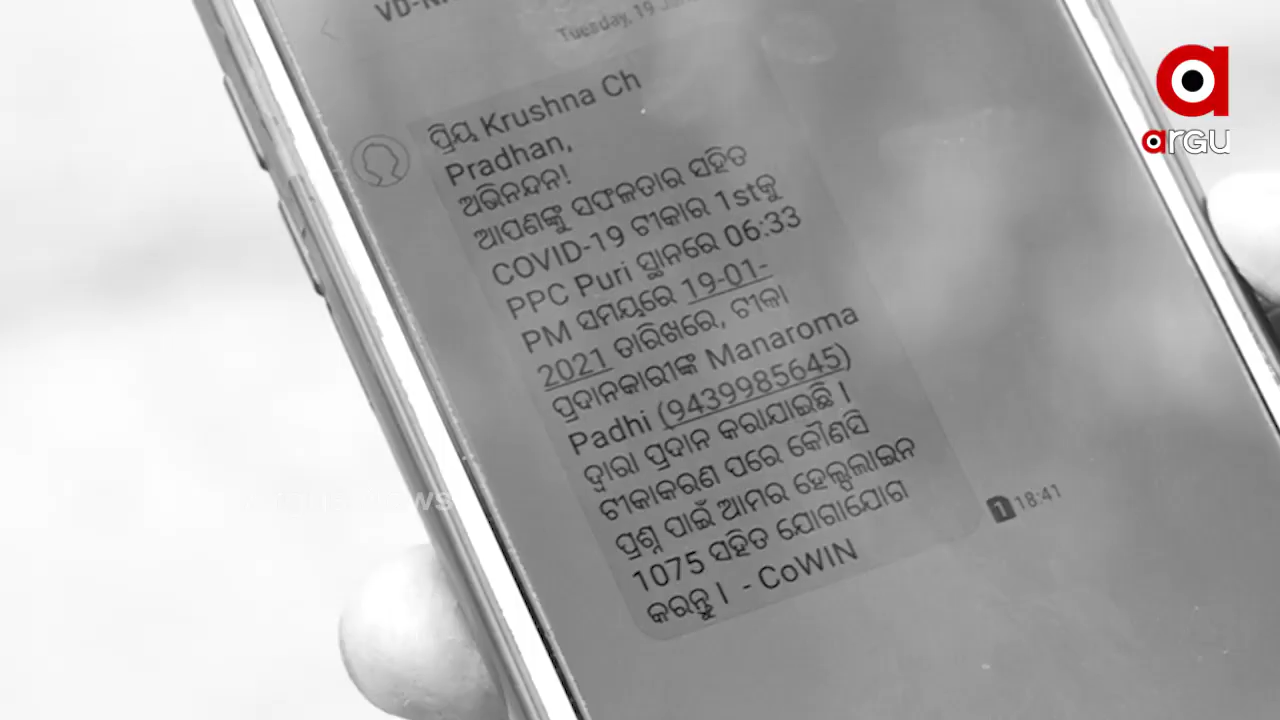 Tuesday, 19
ପ୍ରିୟ Krushna Ch
Pradhan,
ଅଭିନନ୍ଦନ!
ଆପଣଙ୍କୁ ସଫଳତାର ସହିତ
COVID-19 ଟୀକାର 1stକୁ
PPC Puri ସ୍ଥାନରେ 06:33
PM ସମୟରେ 19-01-
2021 ତାରିଖରେ, ଟୀକା
ପ୍ରଦାନକାରୀଙ୍କ Manaroma
Padhi (9439985645)
ଦ୍ୱାରା ପ୍ରଦାନ କରାଯାଇଛି ।
ଟୀକାକରଣ ପରେ କୌଣସି
ପ୍ରଶ୍ନ ପାଇଁ ଆମର ହେଲ୍ପଲାଇନ
1075 ସହିତ ଯୋଗାଯୋଗ
କରନ୍ତୁ । - CoWIN
1 18:41
argu